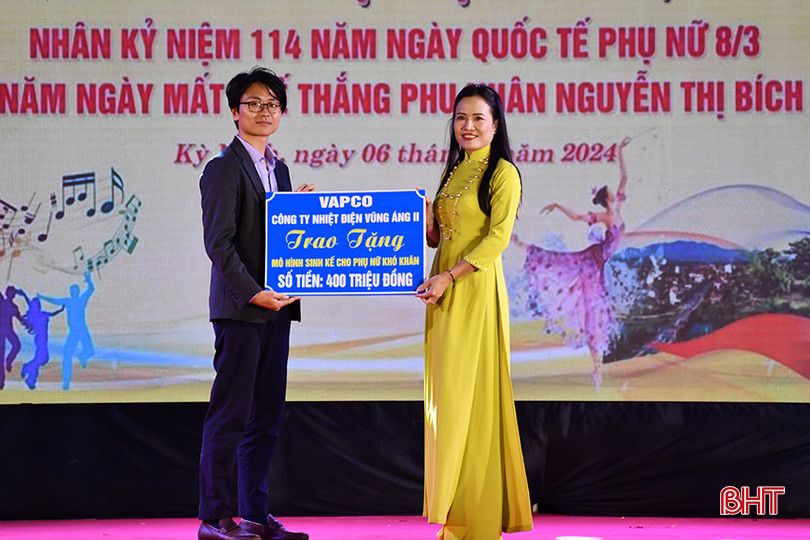 NHÂN KỶ NIỆM 114 NĂM NGÀY QUỐC TẾ PHỤ NỮ 8/3
NĂM NGÀY MẤT THẮNG PHU NHÂN NGUYỄN THỊ BÍCH
Kỳ ngày 06 2024
VAPCO
CÔNG TY NHIỆT ĐIỆN VŨNG ÁNG II
Trao Tặng
MÔ HÌNH SINH KẾ CHO PHỤ NỮ KHÓ KHĂN
SỐ TIỀN: 400 TRIỆU ĐỒNG
BHT